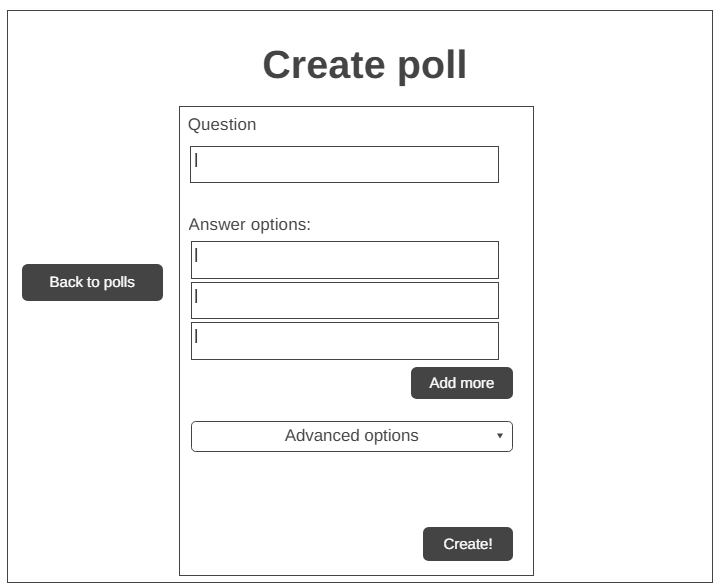 Create poll
Question
Answer options:
Back to polls
Add more
Advanced options
Create!